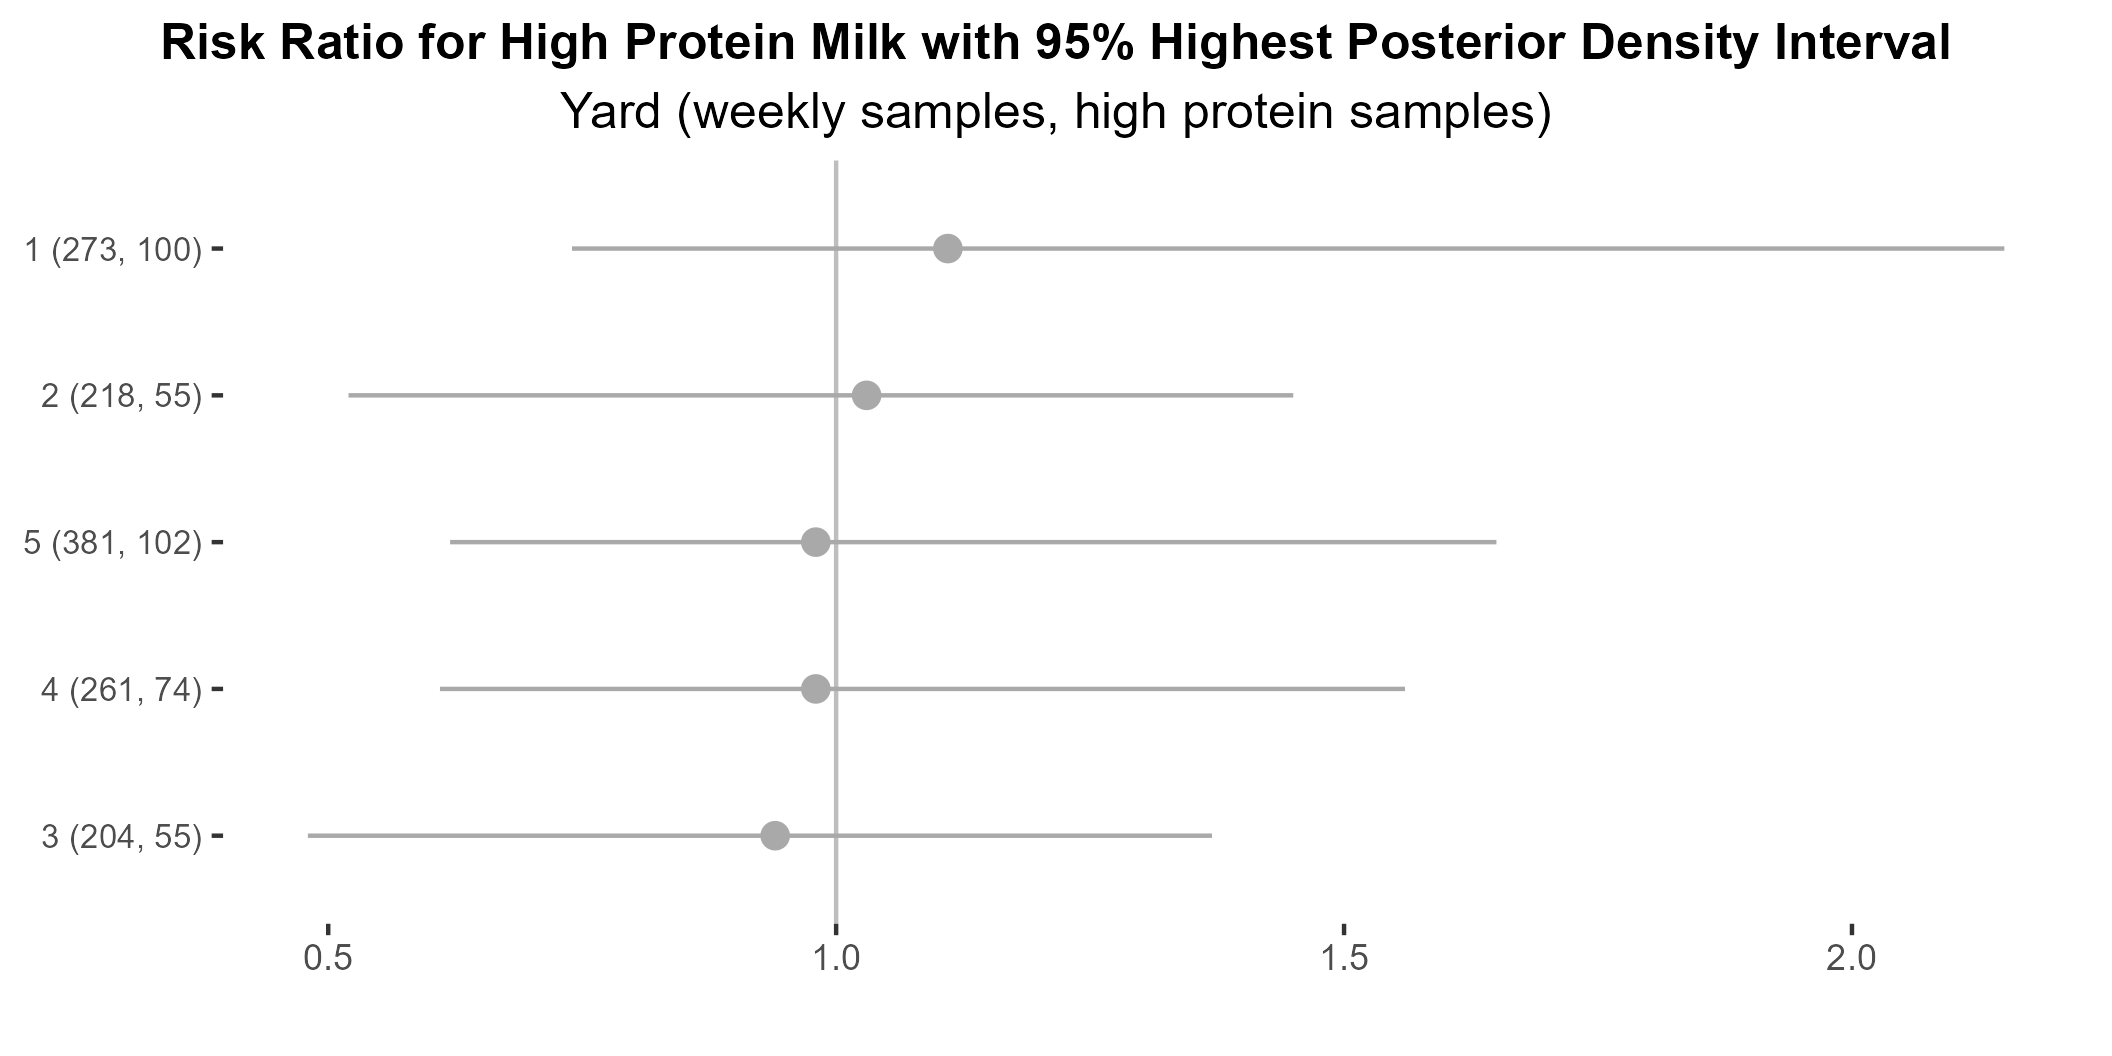 Risk Ratio for High Protein Milk with 95% Highest Posterior Density Interval
Yard (weekly samples, high protein samples)
1 (273, 100)
2 (218, 55)
5 (381, 102)
4 (261, 74)
3 (204, 55)
0.5 1.0 1.5 2.0